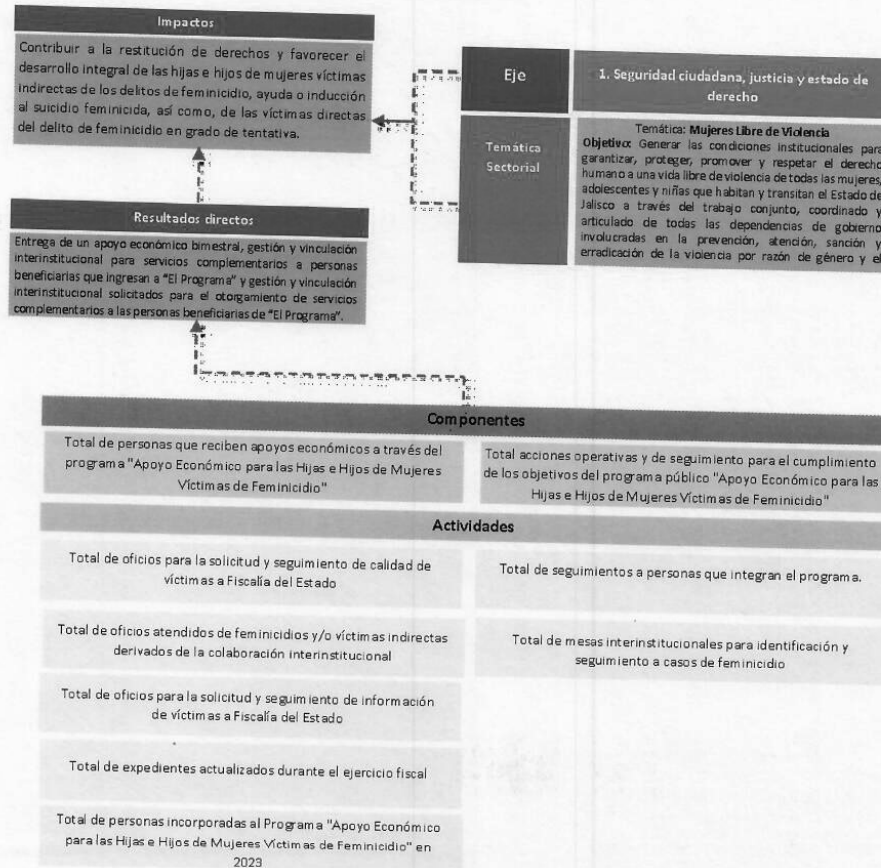 Impactos
Contribuir a la restitución de derechos y favorecer el
desarrollo integral de las hijas e hijos de mujeres víctimas
indirectas de los delitos de feminicidio, ayuda o inducción
al suicidio feminicida, así como, de las víctimas directas
del delito de feminicidio en grado de tentativa.
Eje
1. Seguridad ciudadana, justicia y estado de
derecho
Temática
Sectorial
Temática: Mujeres Libre de Violencia
Objetivo: Generar las condiciones institucionales para
garantizar, proteger, promover y respetar el derecho
humano a una vida libre de violencia de todas las mujeres,
adolescentes y niñas que habitan y transitan el Estado de
Jalisco a través del trabajo conjunto, coordinado y
articulado de todas las dependencias de gobierno
involucradas en la prevención, atención, sanción y
erradicación de la violencia por razón de género y el
Resultados directos
Entrega de un apoyo económico bimestral, gestión y vinculación
interinstitucional para servicios complementarios a personas
beneficiarias que ingresan a "El Programa" y gestión y vinculación
interinstitucional solicitados para el otorgamiento de servicios
complementarios a las personas beneficiarias de "El Programa".
Componentes
Total de personas que reciben apoyos económicos a través del
programa "Apoyo Económico para las Hijas e Hijos de Mujeres
Víctimas de Feminicidio"
Total acciones operativas y de seguimiento para el cumplimiento
de los objetivos del programa público "Apoyo Económico para las
Hijas e Hijos de Mujeres Víctimas de Feminicidio"
Actividades
Total de oficios para la solicitud y seguimiento de calidad de
víctimas a Fiscalía del Estado
Total de seguimientos a personas que integran el programa.
Total de oficios atendidos de feminicidios y/o víctimas indirectas
derivados de la colaboración interinstitucional
Total de mesas interinstitucionales para identificación y
seguimiento a casos de feminicidio
Total de oficios para la solicitud y seguimiento de información
de víctimas a Fiscalía del Estado
Total de expedientes actualizados durante el ejercicio fiscal
Total de personas incorporadas al Programa "Apoyo Económico
para las Hijas e Hijos de Mujeres Víctimas de Feminicidio" en
2023